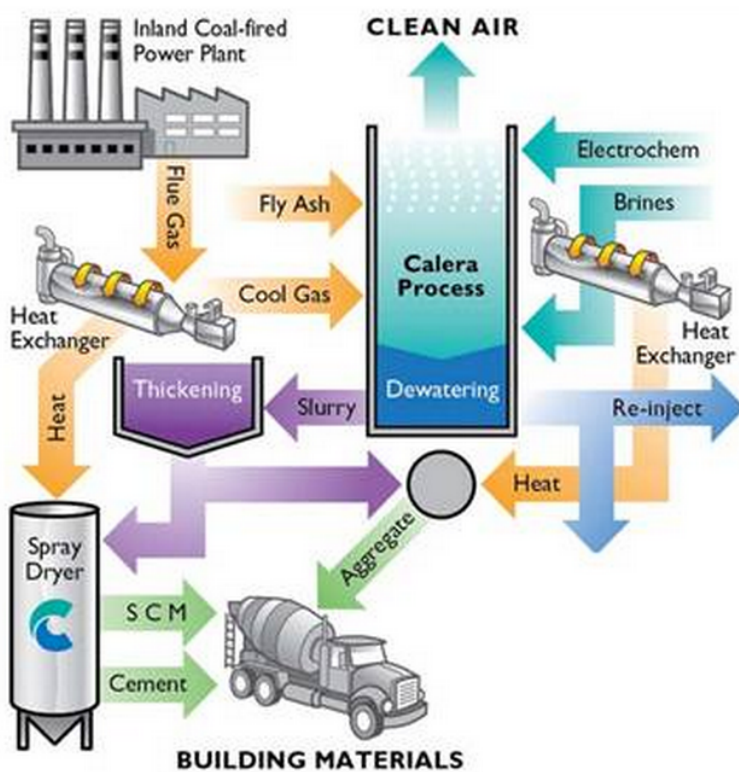 Inland Coal-fired
Power Plant
CLEAN AIR
Electrochem
Flue Gas
Fly Ash
Brines
Calera
Process
Cool Gas
Heat
Exchanger
Heat
Exchanger
Thickening
Slurry
Dewatering
Re-inject
Heat
Heat
Spray
Dryer
Aggregate
S C M
Cement
BUILDING MATERIALS